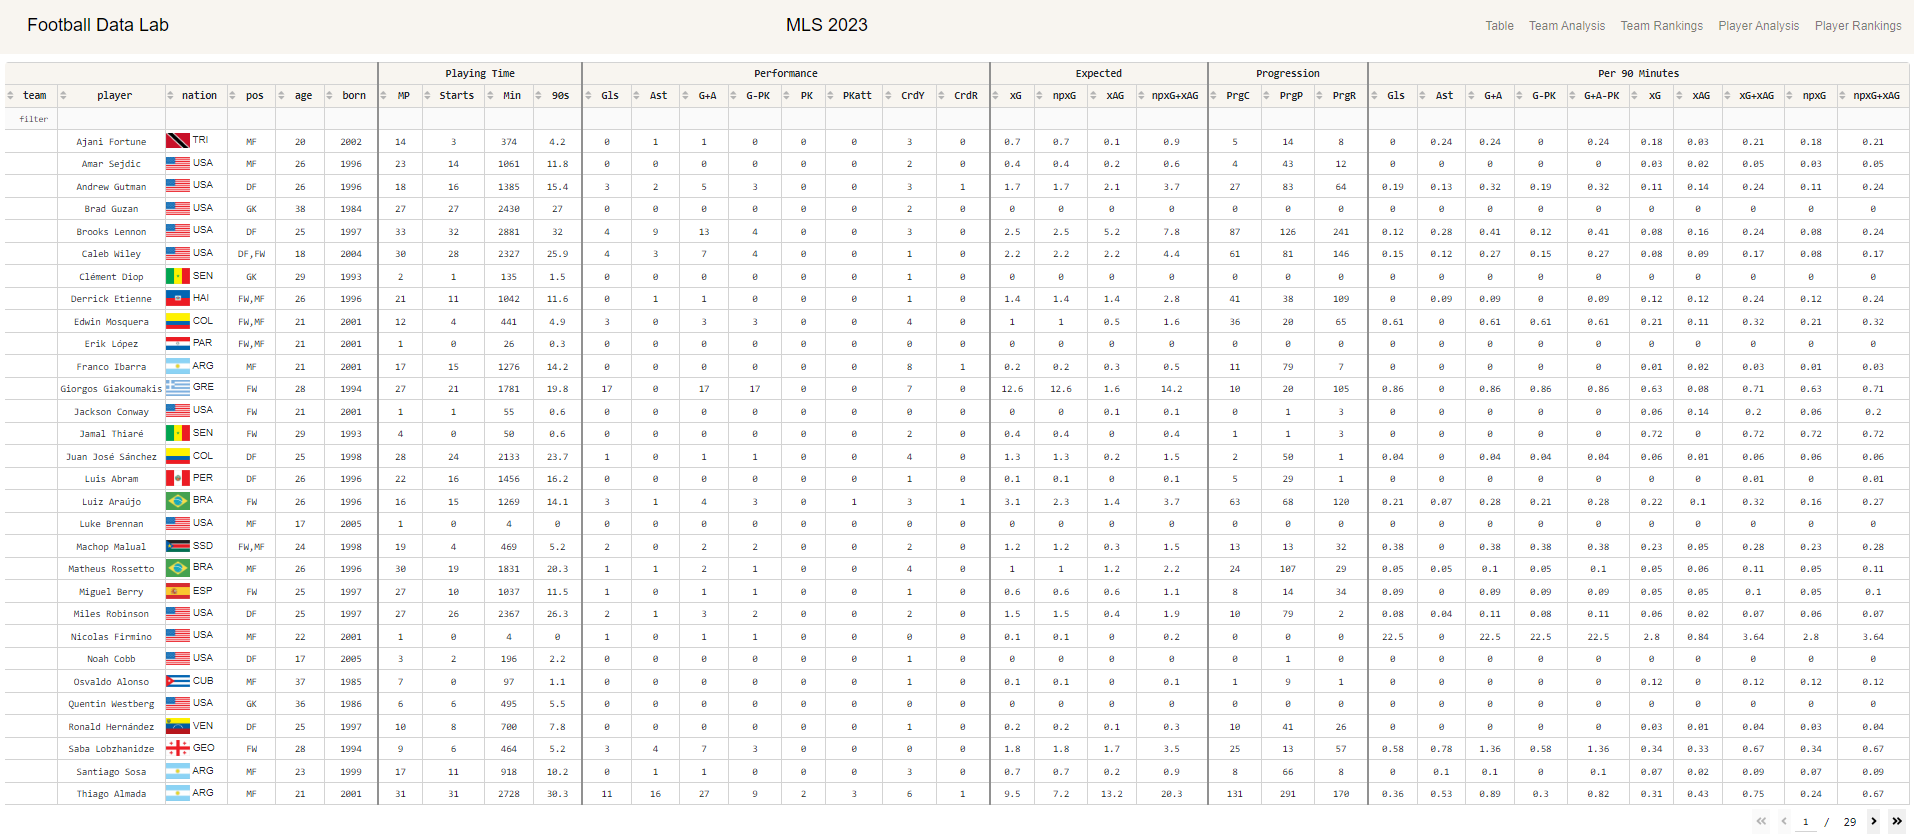 Football Data Lab MLS 2023 Table Team Analysis Team Rankings Player Analysis Player Rankings
Playing Time Performance Expected Progression Per 90 Minutes
team player nation pos age born MP Starts Min 90s Gls Ast G+A G-PK PK PKatt CrdY CrdR xG npxG xAG npxG+xAG PrgC PrgP PrgR Gls Ast G+A G-PK G+A-PK xG xAG xG+xAG npxG npxG+xAG
filter
Ajani Fortune TRI MF 20 2002 14 3 374 4.2 0 1 1 0 0 0 3 0 0.7 0.7 0.1 0.9 5 14 8 0 0.24 0.24 0 0.24 0.18 0.03 0.21 0.18 0.21
Amar Sejdic USA MF 26 1996 23 14 1061 11.8 0 0 0 0 0 0 2 0 0.4 0.4 0.2 0.6 4 43 12 0 0 0 0 0 0.03 0.02 0.05 0.03 0.05
Andrew Gutman USA DF 26 1996 18 16 1385 15.4 3 2 5 3 0 0 3 1 1.7 1.7 2.1 3.7 27 83 64 0.19 0.13 0.32 0.19 0.32 0.11 0.14 0.24 0.11 0.24
Brad Guzan USA GK 38 1984 27 27 2430 27 0 0 0 0 0 0 2 0 0 0 0 0 0 0 0 0 0 0 0 0 0 0 0 0 0
Brooks Lennon USA DF 25 1997 33 32 2881 32 4 9 13 4 0 0 3 0 2.5 2.5 5.2 7.8 87 126 241 0.12 0.28 0.41 0.12 0.41 0.08 0.16 0.24 0.08 0.24
Caleb Wiley USA DF,FW 18 2004 30 28 2327 25.9 4 3 7 4 0 0 1 0 2.2 2.2 2.2 4.4 61 81 146 0.15 0.12 0.27 0.15 0.27 0.08 0.09 0.17 0.08 0.17
Clément Diop SEN GK 29 1993 2 1 135 1.5 0 0 0 0 0 0 1 0 0 0 0 0 0 0 0 0 0 0 0 0 0 0 0 0 0
Derrick Etienne HAI FW,MF 26 1996 21 11 1042 11.6 0 1 1 0 0 0 1 0 1.4 1.4 1.4 2.8 41 38 109 0 0.09 0.09 0 0.09 0.12 0.12 0.24 0.12 0.24
Edwin Mosquera COL FW,MF 21 2001 12 4 441 4.9 3 0 3 3 0 0 4 0 1 1 0.5 1.6 36 20 65 0.61 0 0.61 0.61 0.61 0.21 0.11 0.32 0.21 0.32
Erik López PAR FW,MF 21 2001 1 0 26 0.3 0 0 0 0 0 0 0 0 0 0 0 0 0 0 0 0 0 0 0 0 0 0 0 0 0
Franco Ibarra ARG MF 21 2001 16 15 1276 14.2 0 0 0 0 0 0 8 1 0.2 0.2 0.3 0.5 11 79 7 0 0 0 0 0 0.01 0.02 0.03 0.01 0.03
Giorgos Giakoumakis GRE FW 28 1994 27 21 1781 19.8 17 0 17 17 0 0 7 0 12.6 12.6 1.6 14.2 10 20 105 0.86 0 0.86 0.86 0.86 0.63 0.08 0.71 0.63 0.71
Jackson Conway USA FW 21 2001 1 1 55 0.6 0 0 0 0 0 0 0 0 0 0 0.1 0.1 0 1 3 0 0 0 0 0 0.06 0.14 0.2 0.06 0.2
Jamal Thiaré SEN FW 29 1993 4 0 50 0.6 0 0 0 0 0 0 2 0 0.4 0.4 0 0.4 1 1 3 0 0 0 0 0 0.72 0 0.72 0.72 0.72
Juan José Sánchez COL DF 25 1998 28 24 2133 23.7 1 0 1 1 0 0 4 0 1.3 1.3 0.2 1.5 2 50 1 0.04 0 0.04 0.04 0.04 0.06 0.01 0.06 0.06 0.06
Luis Abram PER DF 26 1996 22 16 1456 16.2 0 0 0 0 0 0 1 0 0.1 0.1 0 0.1 5 29 1 0 0 0 0 0 0 0 0.01 0 0.01
Luiz Araújo BRA FW 26 1996 16 15 1269 14.1 3 1 4 3 0 1 3 1 3.1 2.3 1.4 3.7 63 68 120 0.21 0.07 0.28 0.21 0.28 0.22 0.1 0.32 0.16 0.27
Luke Brennan USA MF 17 2005 1 0 4 0 0 0 0 0 0 0 0 0 0 0 0 0 0 0 0 0 0 0 0 0 0 0 0 0 0
Machop Malual SSD FW,MF 24 1998 19 4 469 5.2 2 0 2 2 0 0 2 0 1.2 1.2 0.3 1.5 13 13 32 0.38 0 0.38 0.38 0.38 0.23 0.05 0.28 0.23 0.28
Matheus Rossetto BRA MF 26 1996 30 19 1831 20.3 1 1 2 1 0 0 4 0 1 1 1.2 2.2 24 107 29 0.05 0.05 0.1 0.05 0.1 0.05 0.06 0.11 0.05 0.11
Miguel Berry ESP FW 25 1997 27 10 1037 11.5 1 0 1 1 0 0 1 0 0.6 0.6 0.6 1.1 8 14 34 0.09 0 0.09 0.09 0.09 0.05 0.05 0.1 0.05 0.1
Miles Robinson USA DF 25 1997 27 26 2367 26.3 2 1 3 2 0 0 2 0 1.5 1.5 0.4 1.9 10 79 2 0.08 0.04 0.11 0.08 0.11 0.06 0.02 0.07 0.06 0.07
Nicolas Firmino USA MF 22 2001 1 0 4 0 1 0 1 1 0 0 0 0 0.1 0.1 0 0.2 0 0 0 22.5 0 22.5 22.5 22.5 2.8 0.84 3.64 2.8 3.64
Noah Cobb USA DF 17 2005 3 2 196 2.2 0 0 0 0 0 0 1 0 0 0 0 0 0 1 0 0 0 0 0 0 0 0 0 0 0
Osvaldo Alonso CUB MF 37 1985 7 0 97 1.1 0 0 0 0 0 0 1 0 0.1 0.1 0 0.1 1 9 1 0 0 0 0 0 0.12 0 0.12 0.12 0.12
Quentin Westberg USA GK 36 1986 6 6 495 5.5 0 0 0 0 0 0 0 0 0 0 0 0 0 0 0 0 0 0 0 0 0 0 0 0 0
Ronald Hernández VEN DF 25 1997 10 8 700 7.8 0 0 0 0 0 0 1 0 0.2 0.2 0.1 0.3 10 41 26 0 0 0 0 0 0.03 0.01 0.04 0.03 0.04
Saba Lobzhanidze GEO FW 28 1994 9 6 464 5.2 3 4 7 3 0 0 0 0 1.8 1.8 1.7 3.5 25 13 57 0.58 0.78 1.36 0.58 1.36 0.34 0.33 0.67 0.34 0.67
Santiago Sosa ARG MF 23 1999 17 11 918 10.2 0 1 1 0 0 0 3 0 0.7 0.7 0.2 0.9 8 66 8 0 0.1 0.1 0 0.1 0.07 0.02 0.09 0.07 0.09
Thiago Almada ARG MF 21 2001 31 31 2728 30.3 11 16 27 9 2 3 6 1 9.5 7.2 13.2 20.3 131 291 170 0.36 0.53 0.89 0.3 0.82 0.31 0.43 0.75 0.24 0.67
1 / 29